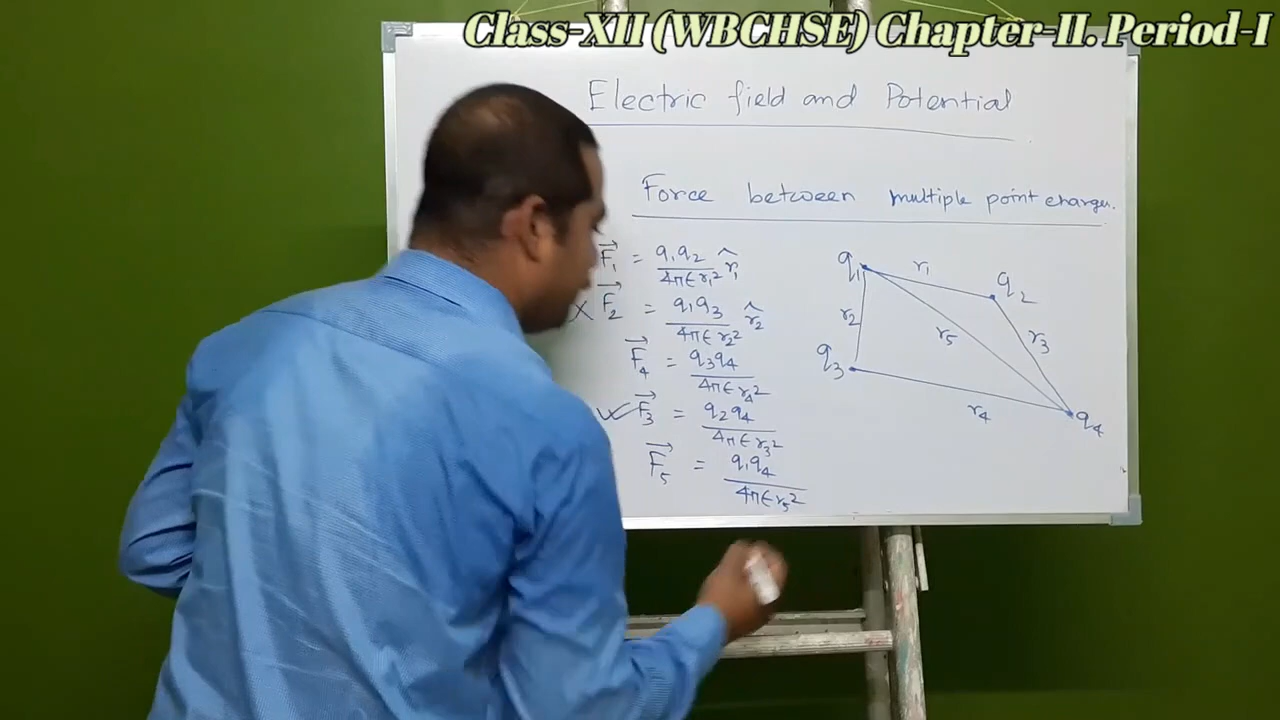 Class-XII (WBCHSE) Chapter-II. Period-I
Electric field and Potential
Force between multiple point charges.
F⃗₁ = q₁q₂ / 4πϵr₁² r̂₁
× F⃗₂ = q₁q₃ / 4πϵr₂² r̂₂
F⃗₄ = q₃q₄ / 4πϵr₄²
✓ F⃗₃ = q₂q₄ / 4πϵr₃²
F⃗₅ = q₁q₄ / 4πϵr₅²
q₁
r₁
q₂
r₂
r₅
r₃
q₃
r₄
q₄